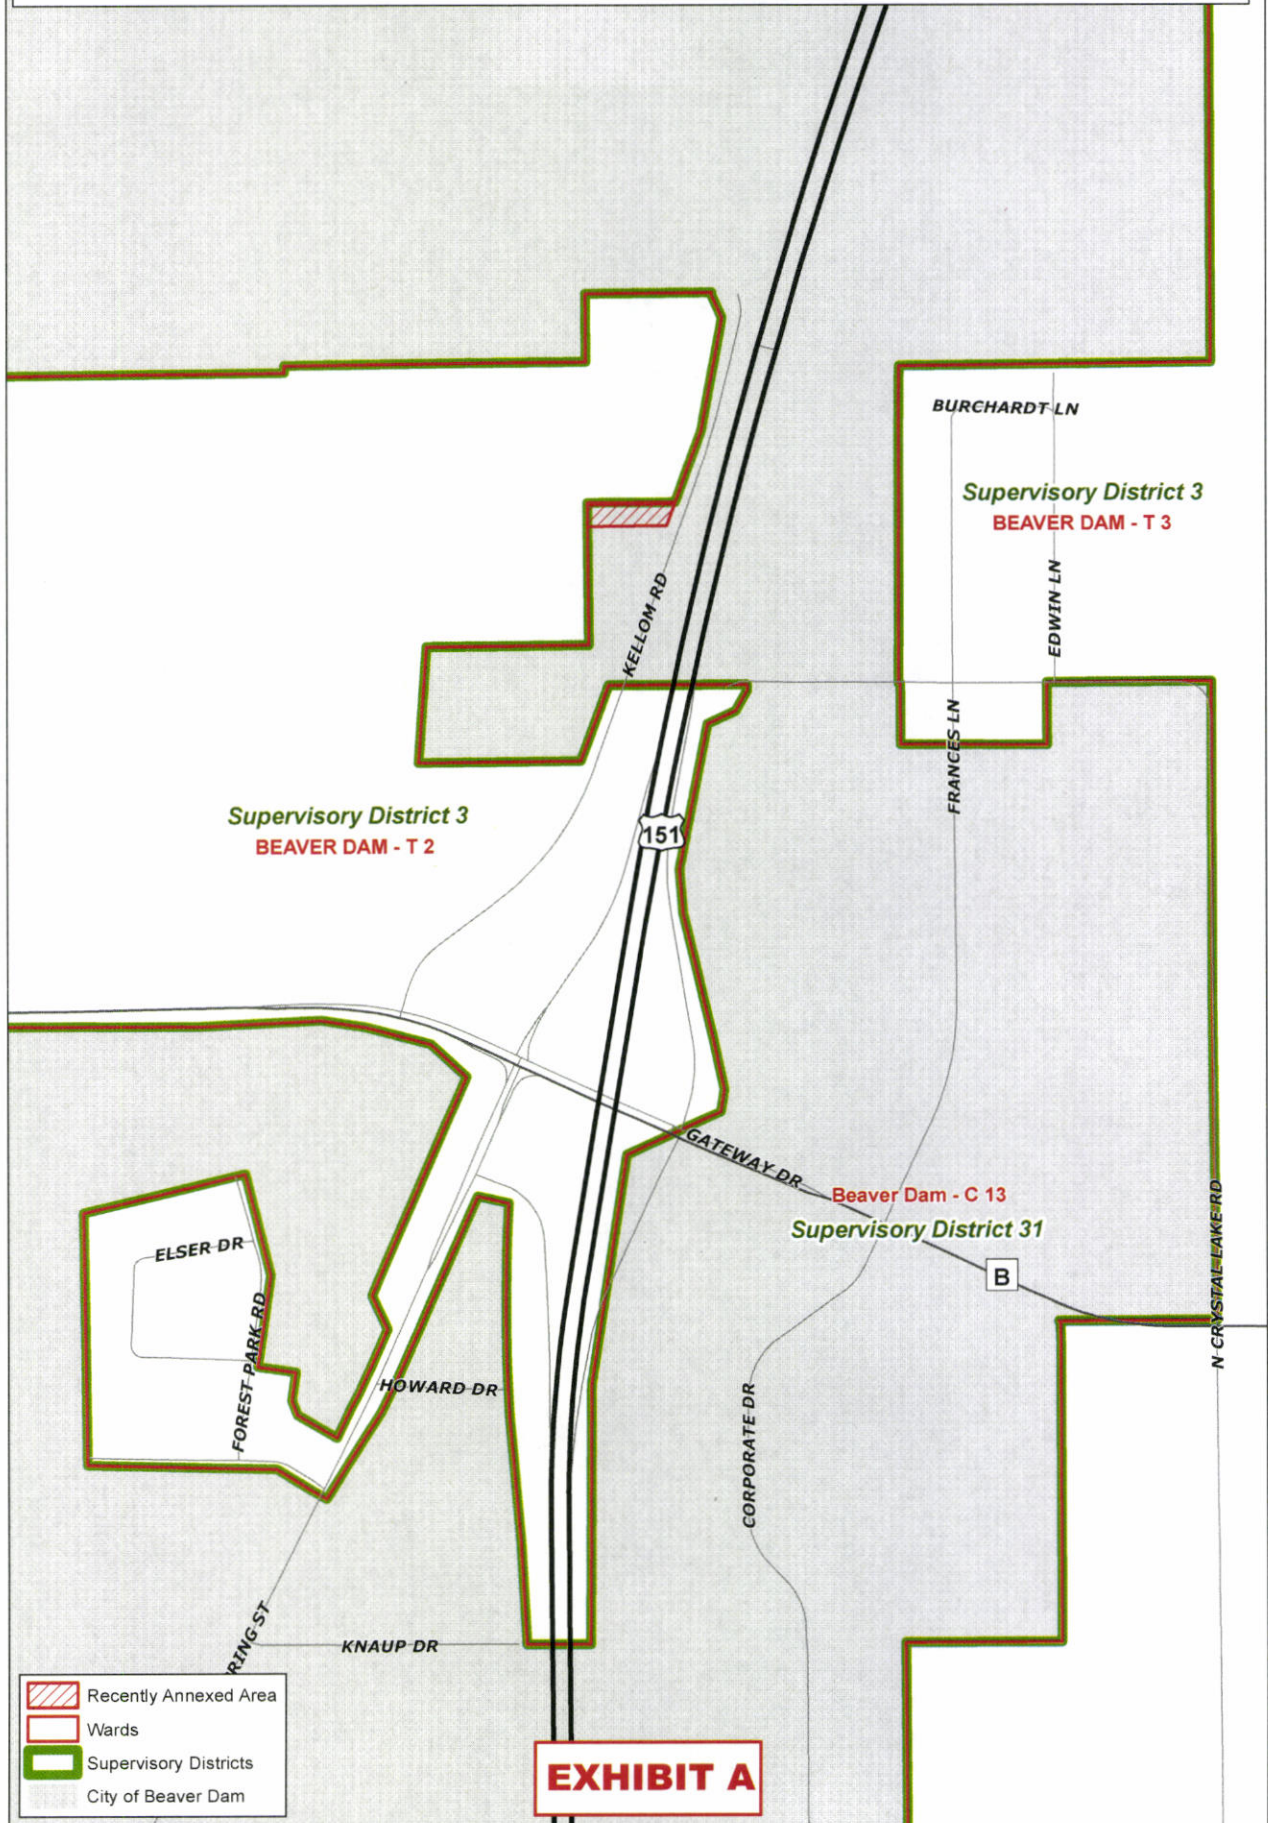 BURCHARDT LN
Supervisory District 3
BEAVER DAM - T 3
EDWIN LN
KELLOM RD
FRANCES LN
Supervisory District 3
BEAVER DAM - T 2
151
GATEWAY DR
Beaver Dam - C 13
Supervisory District 31
B
N CRYSTAL LAKE RD
ELSER DR
FOREST PARK RD
HOWARD DR
CORPORATE DR
RING ST
KNAUP DR
Recently Annexed Area
Wards
Supervisory Districts
City of Beaver Dam
EXHIBIT A